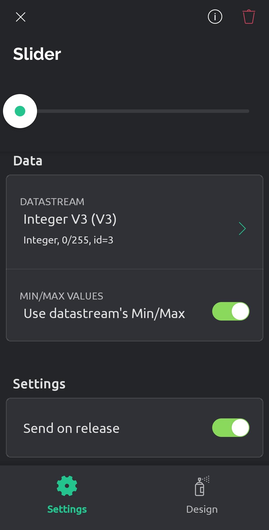 Slider
Data
DATASTREAM
Integer V3 (V3)
Integer, 0/255, id=3
MIN/MAX VALUES
Use datastream's Min/Max
Settings
Send on release
Settings
Design